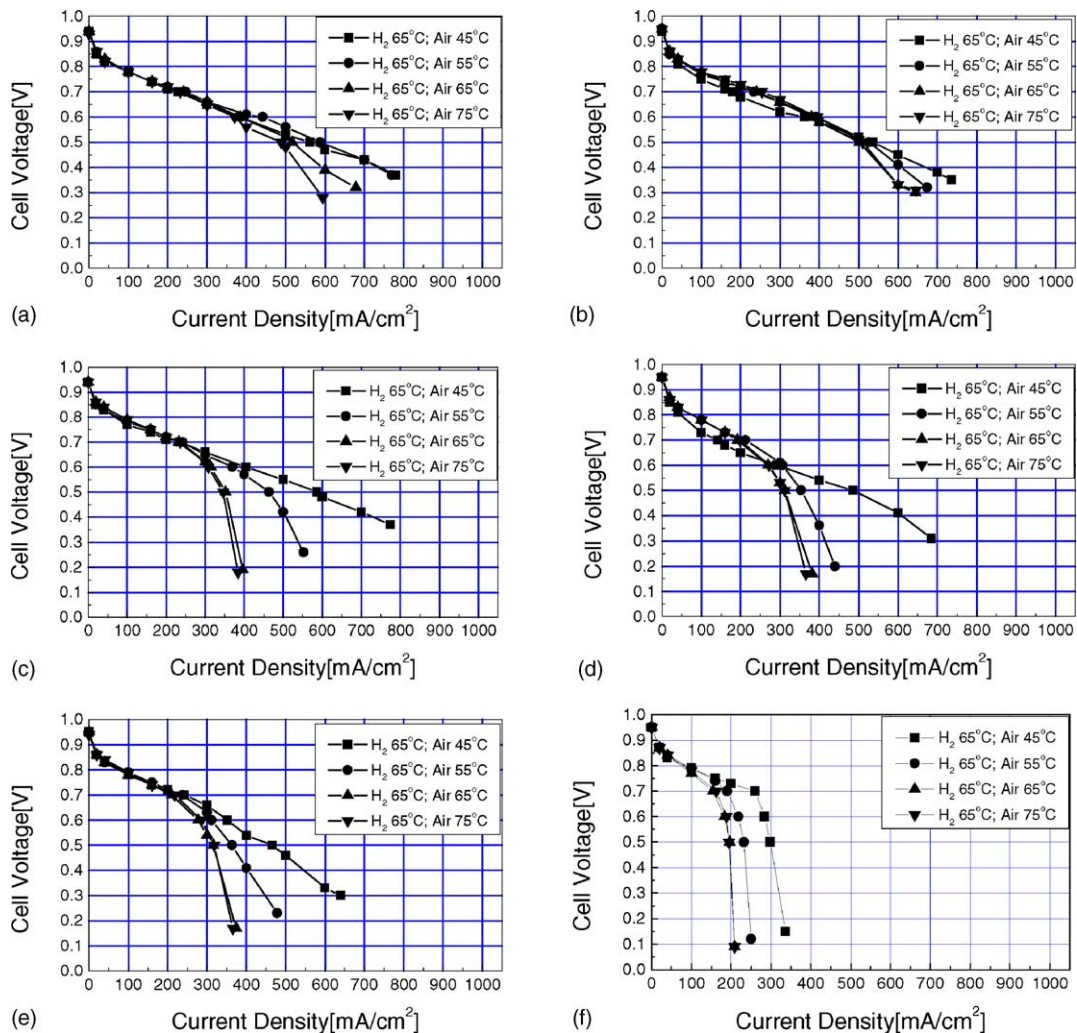 1.0
0.9
0.8
0.7
0.6
0.5
0.4
0.3
0.2
0.1
0.0
Cell Voltage[V]
H₂ 65°C; Air 45°C
H₂ 65°C; Air 55°C
H₂ 65°C; Air 65°C
H₂ 65°C; Air 75°C
0 100 200 300 400 500 600 700 800 900 1000
Current Density[mA/cm²]
(a)
1.0
0.9
0.8
0.7
0.6
0.5
0.4
0.3
0.2
0.1
0.0
Cell Voltage[V]
H₂ 65°C; Air 45°C
H₂ 65°C; Air 55°C
H₂ 65°C; Air 65°C
H₂ 65°C; Air 75°C
0 100 200 300 400 500 600 700 800 900 1000
Current Density[mA/cm²]
(b)
1.0
0.9
0.8
0.7
0.6
0.5
0.4
0.3
0.2
0.1
0.0
Cell Voltage[V]
H₂ 65°C; Air 45°C
H₂ 65°C; Air 55°C
H₂ 65°C; Air 65°C
H₂ 65°C; Air 75°C
0 100 200 300 400 500 600 700 800 900 1000
Current Density[mA/cm²]
(c)
1.0
0.9
0.8
0.7
0.6
0.5
0.4
0.3
0.2
0.1
0.0
Cell Voltage[V]
H₂ 65°C; Air 45°C
H₂ 65°C; Air 55°C
H₂ 65°C; Air 65°C
H₂ 65°C; Air 75°C
0 100 200 300 400 500 600 700 800 900 1000
Current Density[mA/cm²]
(d)
1.0
0.9
0.8
0.7
0.6
0.5
0.4
0.3
0.2
0.1
0.0
Cell Voltage[V]
H₂ 65°C; Air 45°C
H₂ 65°C; Air 55°C
H₂ 65°C; Air 65°C
H₂ 65°C; Air 75°C
0 100 200 300 400 500 600 700 800 900 1000
Current Density[mA/cm²]
(e)
1.0
0.9
0.8
0.7
0.6
0.5
0.4
0.3
0.2
0.1
0.0
Cell Voltage[V]
H₂ 65°C; Air 45°C
H₂ 65°C; Air 55°C
H₂ 65°C; Air 65°C
H₂ 65°C; Air 75°C
0 100 200 300 400 500 600 700 800 900 1000
Current Density[mA/cm²]
(f)